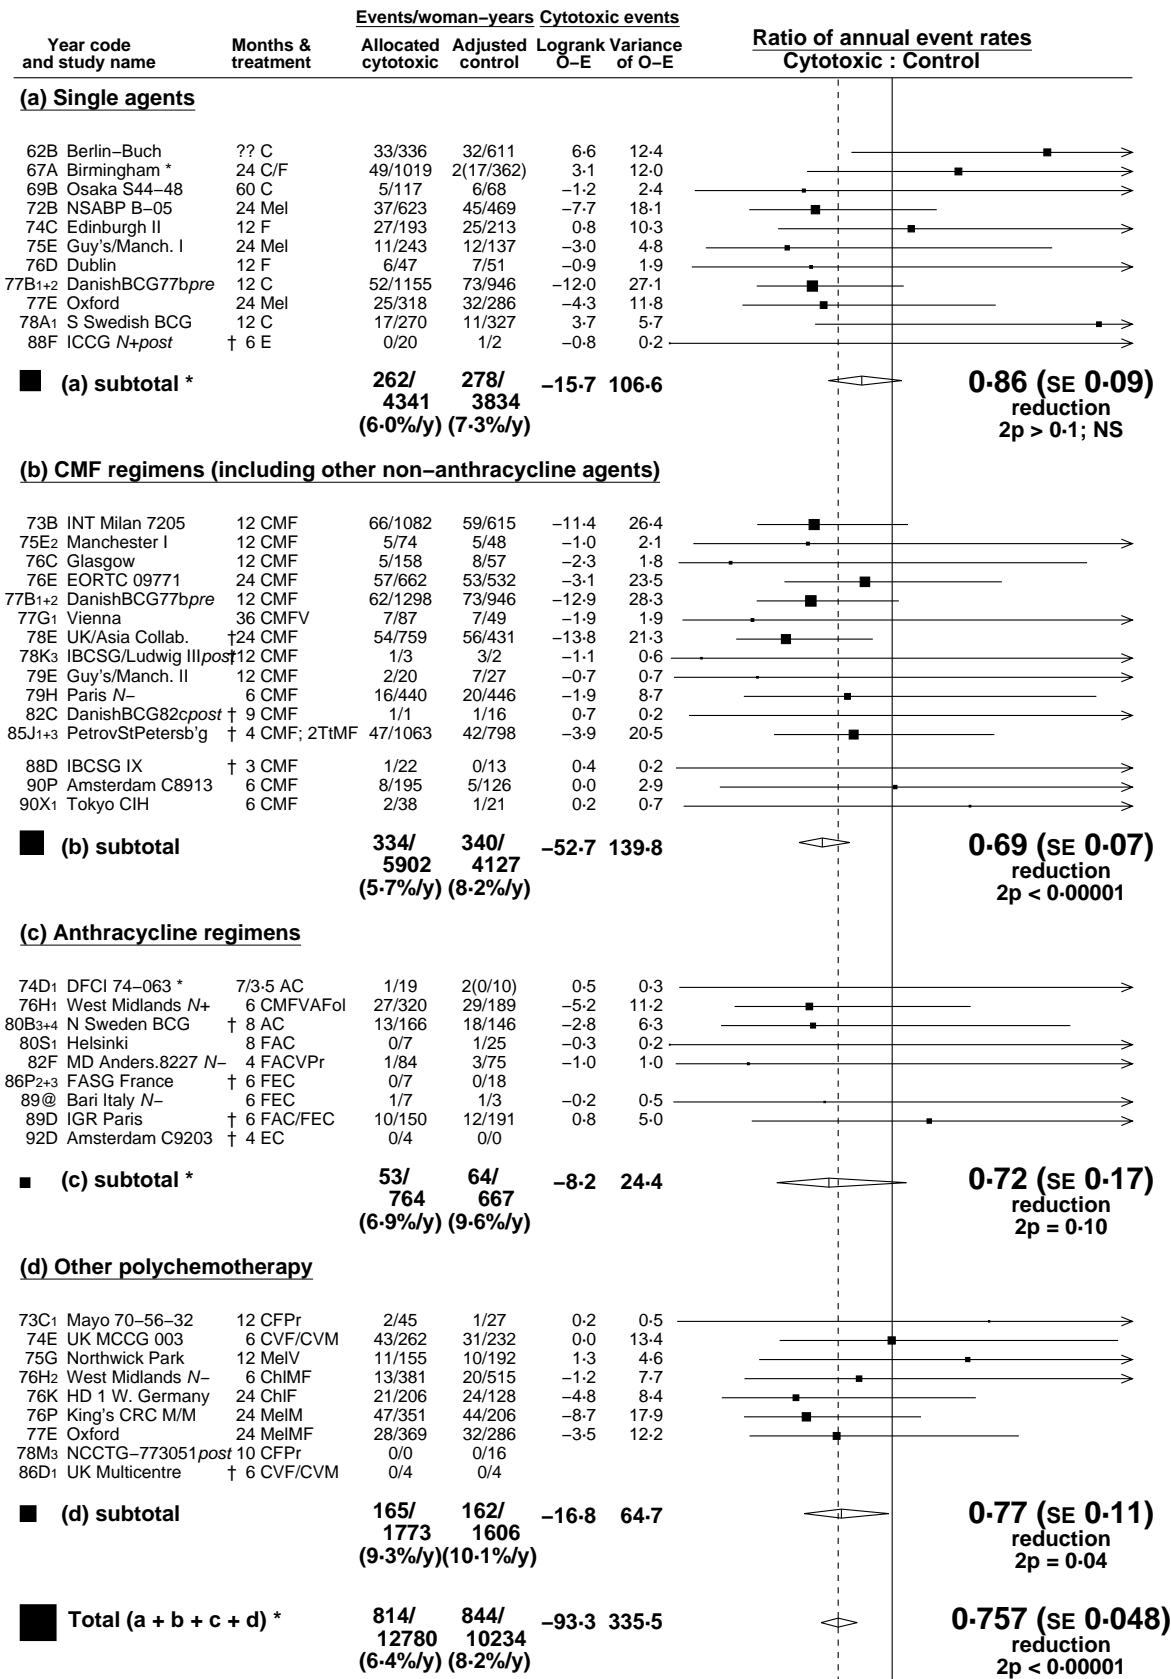 Events/woman–years Cytotoxic events
Year code Months & Allocated Adjusted Logrank Variance Ratio of annual event rates
and study name treatment cytotoxic control O–E of O–E Cytotoxic : Control
(a) Single agents
62B Berlin–Buch ?? C 33/336 32/611 6·6 12·4
67A Birmingham * 24 C/F 49/1019 2(17/362) 3·1 12·0
69B Osaka S44–48 60 C 5/117 6/68 –1·2 2·4
72B NSABP B–05 24 Mel 37/623 45/469 –7·7 18·1
74C Edinburgh II 12 F 27/193 25/213 0·8 10·3
75E Guy's/Manch. I 24 Mel 11/243 12/137 –3·0 4·8
76D Dublin 12 F 6/47 7/51 –0·9 1·9
77B1+2 DanishBCG77bpre 12 C 52/1155 73/946 –12·0 27·1
77E Oxford 24 Mel 25/318 32/286 –4·3 11·8
78A1 S Swedish BCG 12 C 17/270 11/327 3·7 5·7
88F ICCG N+post † 6 E 0/20 1/2 –0·8 0·2
(a) subtotal * 262/ 278/ –15·7 106·6 0·86 (SE 0·09)
4341 3834 reduction
(6·0%/y) (7·3%/y) 2p > 0·1; NS
(b) CMF regimens (including other non–anthracycline agents)
73B INT Milan 7205 12 CMF 66/1082 59/615 –11·4 26·4
75E2 Manchester I 12 CMF 5/74 5/48 –1·0 2·1
76C Glasgow 12 CMF 5/158 8/57 –2·3 1·8
76E EORTC 09771 24 CMF 57/662 53/532 –3·1 23·5
77B1+2 DanishBCG77bpre 12 CMF 62/1298 73/946 –12·9 28·3
77G1 Vienna 36 CMFV 7/87 7/49 –1·9 1·9
78E UK/Asia Collab. †24 CMF 54/759 56/431 –13·8 21·3
78K3 IBCSG/Ludwig IIIpost†12 CMF 1/3 3/2 –1·1 0·6
79E Guy's/Manch. II 12 CMF 2/20 7/27 –0·7 0·7
79H Paris N– 6 CMF 16/440 20/446 –1·9 8·7
82C DanishBCG82cpost † 9 CMF 1/1 1/16 0·7 0·2
85J1+3 PetrovStPetersb'g † 4 CMF; 2TtMF 47/1063 42/798 –3·9 20·5
88D IBCSG IX † 3 CMF 1/22 0/13 0·4 0·2
90P Amsterdam C8913 6 CMF 8/195 5/126 0·0 2·9
90X1 Tokyo CIH 6 CMF 2/38 1/21 0·2 0·7
(b) subtotal 334/ 340/ –52·7 139·8 0·69 (SE 0·07)
5902 4127 reduction
(5·7%/y) (8·2%/y) 2p < 0·00001
(c) Anthracycline regimens
74D1 DFCI 74–063 * 7/3·5 AC 1/19 2(0/10) 0·5 0·3
76H1 West Midlands N+ 6 CMFVAFol 27/320 29/189 –5·2 11·2
80B3+4 N Sweden BCG † 8 AC 13/166 18/146 –2·8 6·3
80S1 Helsinki 8 FAC 0/7 1/25 –0·3 0·2
82F MD Anders.8227 N– 4 FACVPr 1/84 3/75 –1·0 1·0
86P2+3 FASG France † 6 FEC 0/7 0/18
89@ Bari Italy N– 6 FEC 1/7 1/3 –0·2 0·5
89D IGR Paris † 6 FAC/FEC 10/150 12/191 0·8 5·0
92D Amsterdam C9203 † 4 EC 0/4 0/0
(c) subtotal * 53/ 64/ –8·2 24·4 0·72 (SE 0·17)
764 667 reduction
(6·9%/y) (9·6%/y) 2p = 0·10
(d) Other polychemotherapy
73C1 Mayo 70–56–32 12 CFPr 2/45 1/27 0·2 0·5
74E UK MCCG 003 6 CVF/CVM 43/262 31/232 0·0 13·4
75G Northwick Park 12 MelV 11/155 10/192 1·3 4·6
76H2 West Midlands N– 6 ChlMF 13/381 20/515 –1·2 7·7
76K HD 1 W. Germany 24 ChlF 21/206 24/128 –4·8 8·4
76P King's CRC M/M 24 MelM 47/351 44/206 –8·7 17·9
77E Oxford 24 MelMF 28/369 32/286 –3·5 12·2
78M3 NCCTG–773051post 10 CFPr 0/0 0/16
86D1 UK Multicentre † 6 CVF/CVM 0/4 0/4
(d) subtotal 165/ 162/ –16·8 64·7 0·77 (SE 0·11)
1773 1606 reduction
(9·3%/y)(10·1%/y) 2p = 0·04
Total (a + b + c + d) * 814/ 844/ –93·3 335·5 0·757 (SE 0·048)
12780 10234 reduction
(6·4%/y) (8·2%/y) 2p < 0·00001